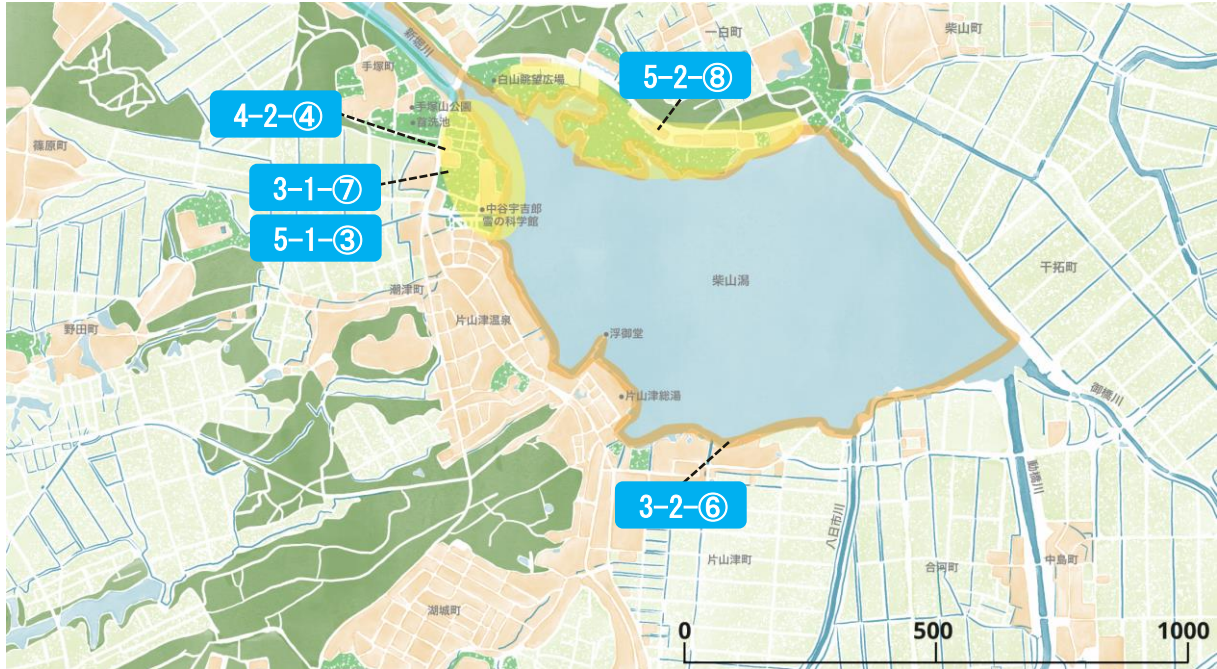 一白町
柴山町
新堀川
手塚町
白山眺望広場
5-2-⑧
4-2-④
手塚山公園
首洗池
篠原町
3-1-⑦
中谷宇吉郎
雪の科学館
5-1-③
干拓町
柴山潟
潮津町
片山津温泉
野田町
浮御堂
御橋川
片山津総湯
動橋川
3-2-⑥
八日市川
片山津町
合河町
中島町
湖城町
0
500
1000